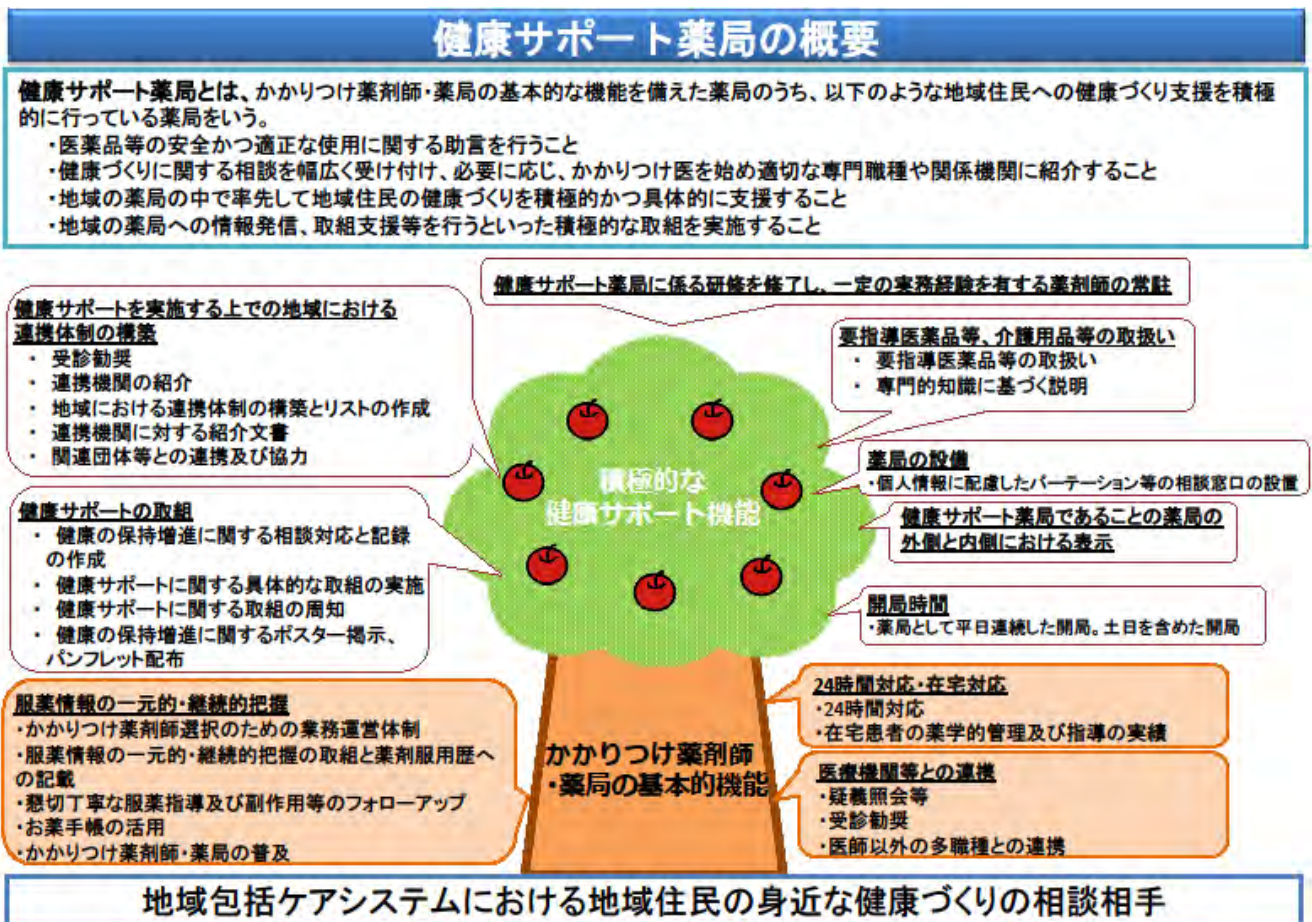 健康サポート薬局の概要
健康サポート薬局とは、かかりつけ薬剤師・薬局の基本的な機能を備えた薬局のうち、以下のような地域住民への健康づくり支援を積極
的に行っている薬局をいう。
・医薬品等の安全かつ適正な使用に関する助言を行うこと
・健康づくりに関する相談を幅広く受け付け、必要に応じ、かかりつけ医を始め適切な専門職種や関係機関に紹介すること
・地域の薬局の中で率先して地域住民の健康づくりを積極的かつ具体的に支援すること
・地域の薬局への情報発信、取組支援等を行うといった積極的な取組を実施すること
健康サポート薬局に係る研修を修了し、一定の実務経験を有する薬剤師の常駐
健康サポートを実施する上での地域における
連携体制の構築
・ 受診勧奨
・ 連携機関の紹介
・ 地域における連携体制の構築とリストの作成
・ 連携機関に対する紹介文書
・ 関連団体等との連携及び協力
要指導医薬品等、介護用品等の取扱い
・ 要指導医薬品等の取扱い
・ 専門的知識に基づく説明
薬局の設備
・個人情報に配慮したパーテーション等の相談窓口の設置
積極的な
健康サポート機能
健康サポートの取組
・ 健康の保持増進に関する相談対応と記録
の作成
・ 健康サポートに関する具体的な取組の実施
・ 健康サポートに関する取組の周知
・ 健康の保持増進に関するポスター掲示、
パンフレット配布
健康サポート薬局であることの薬局の
外側と内側における表示
開局時間
・薬局として平日連続した開局。土日を含めた開局
服薬情報の一元的・継続的把握
・かかりつけ薬剤師選択のための業務運営体制
・服薬情報の一元的・継続的把握の取組と薬剤服用歴へ
の記載
・懇切丁寧な服薬指導及び副作用等のフォローアップ
・お薬手帳の活用
・かかりつけ薬剤師・薬局の普及
かかりつけ薬剤師
・薬局の基本的機能
24時間対応・在宅対応
・24時間対応
・在宅患者の薬学的管理及び指導の実績
医療機関等との連携
・疑義照会等
・受診勧奨
・医師以外の多職種との連携
地域包括ケアシステムにおける地域住民の身近な健康づくりの相談相手